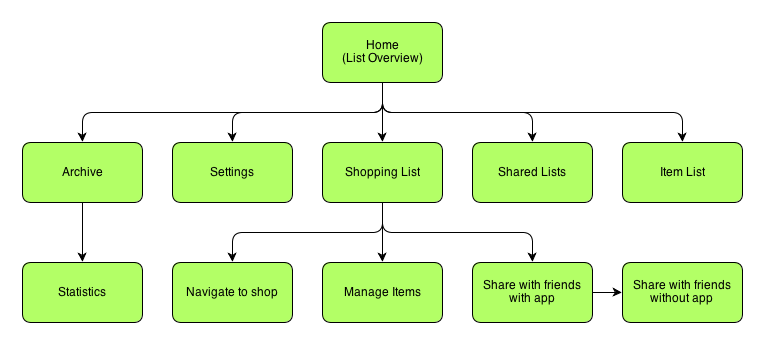 Home
(List Overview)
Archive
Settings
Shopping List
Shared Lists
Item List
Statistics
Navigate to shop
Manage Items
Share with friends
with app
Share with friends
without app